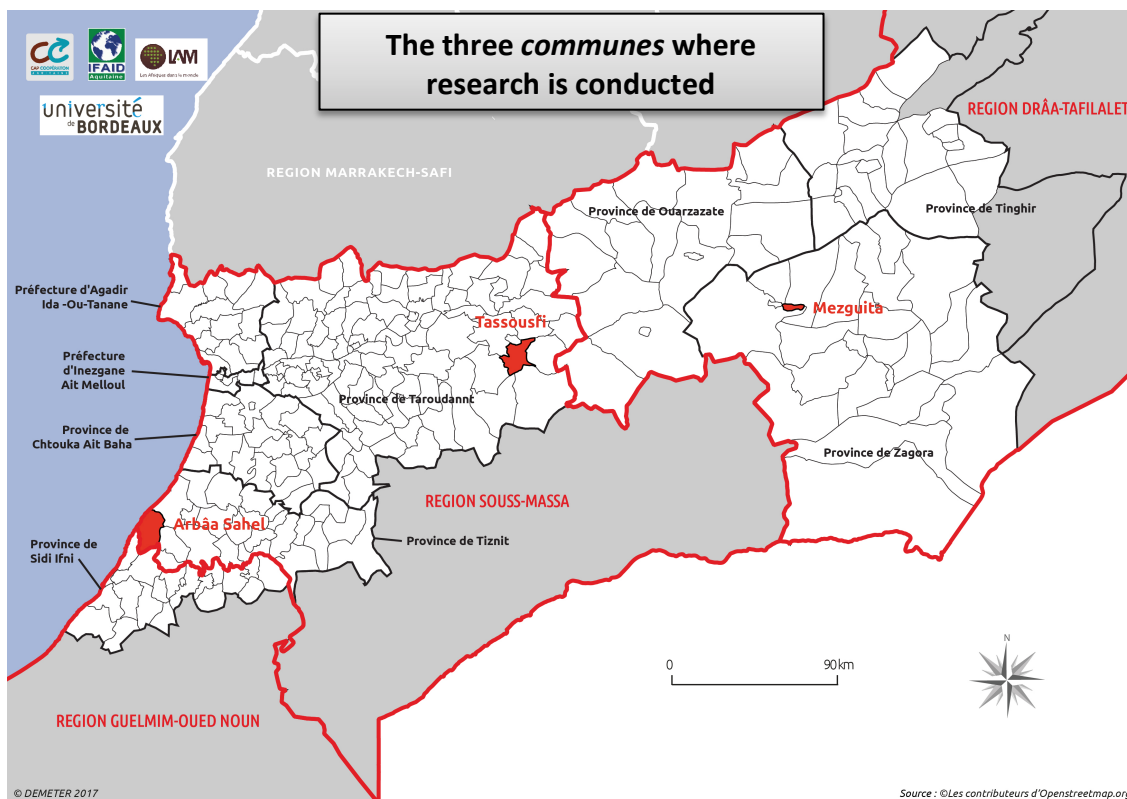 The three communes where
research is conducted
CAP COOPÉRATION
IFAID
Aquitaine
LAM
Les Afriques dans le monde
université
de BORDEAUX
REGION DRÂA-TAFILALET
REGION MARRAKECH-SAFI
Province de Ouarzazate
Province de Tinghir
Préfecture d'Agadir
Ida -Ou-Tanane
Mezguita
Tassousfi
Préfecture
d'Inezgane
Ait Melloul
Province de Taroudannt
Province de
Chtouka Ait Baha
Province de Zagora
REGION SOUSS-MASSA
Arbâa Sahel
Province de Tiznit
Province de
Sidi Ifni
N
0 90km
REGION GUELMIM-OUED NOUN
© DEMETER 2017
Source : ©Les contributeurs d'Openstreetmap.org